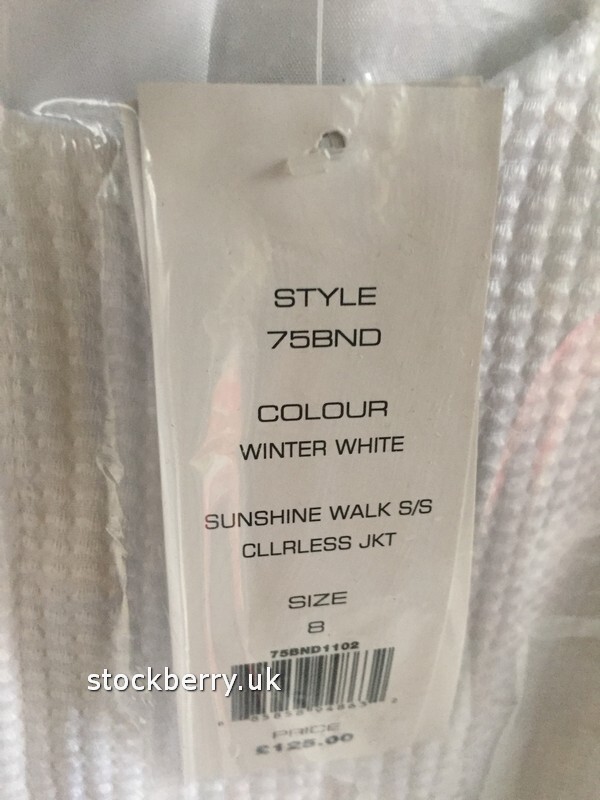 STYLE
75BND
COLOUR
WINTER WHITE
SUNSHINE WALK S/S
CLLRLESS JKT
SIZE
8
75BND1102
stockberry.uk
PRICE
£125.00